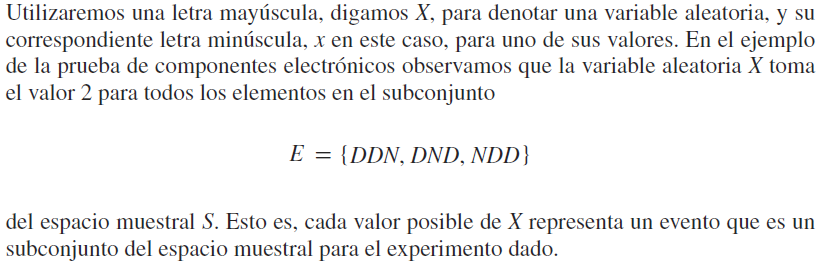 Utilizaremos una letra mayúscula, digamos X, para denotar una variable aleatoria, y su
correspondiente letra minúscula, x en este caso, para uno de sus valores. En el ejemplo
de la prueba de componentes electrónicos observamos que la variable aleatoria X toma
el valor 2 para todos los elementos en el subconjunto
E = {DDN, DND, NDD}
del espacio muestral S. Esto es, cada valor posible de X representa un evento que es un
subconjunto del espacio muestral para el experimento dado.